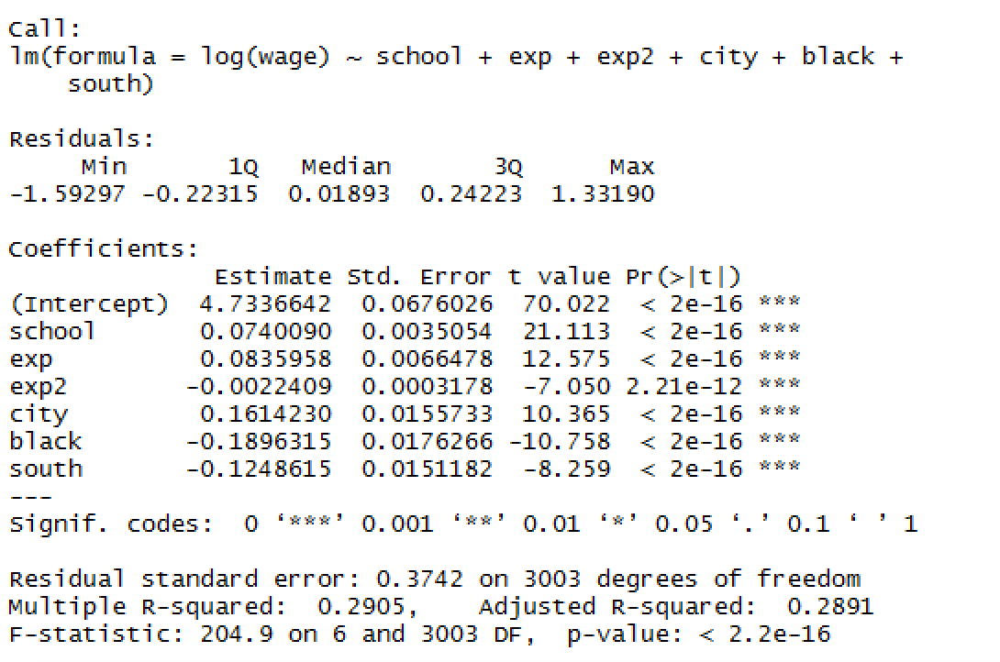 Call:
lm(formula = log(wage) ~ school + exp + exp2 + city + black +
    south)
Residuals:
     Min       1Q   Median       3Q      Max
-1.59297 -0.22315  0.01893  0.24223  1.33190
Coefficients:
              Estimate Std. Error t value Pr(>|t|)
(Intercept)  4.7336642  0.0676026  70.022  < 2e-16 ***
school       0.0740090  0.0035054  21.113  < 2e-16 ***
exp          0.0835958  0.0066478  12.575  < 2e-16 ***
exp2        -0.0022409  0.0003178  -7.050 2.21e-12 ***
city         0.1614230  0.0155733  10.365  < 2e-16 ***
black       -0.1896315  0.0176266 -10.758  < 2e-16 ***
south       -0.1248615  0.0151182  -8.259  < 2e-16 ***
---
Signif. codes:  0 ‘***’ 0.001 ‘**’ 0.01 ‘*’ 0.05 ‘.’ 0.1 ‘ ’ 1
Residual standard error: 0.3742 on 3003 degrees of freedom
Multiple R-squared:  0.2905,    Adjusted R-squared:  0.2891
F-statistic: 204.9 on 6 and 3003 DF,  p-value: < 2.2e-16